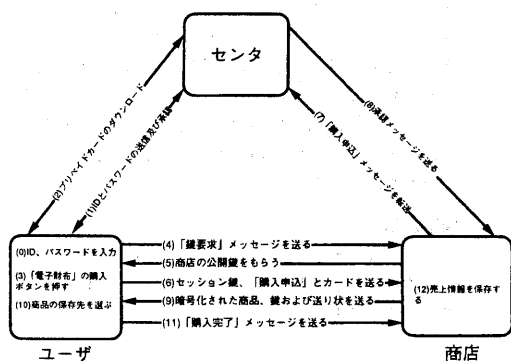 センタ
(2)プリペイドカードのダウンロード
(1)IDとパスワードの送信及び承認
(7)「購入申込」メッセージを転送
(8)承認メッセージを送る
(0)ID、パスワードを入力
(3)「電子財布」の購入
ボタンを押す
(10)商品の保存先を選ぶ
(4)「鍵要求」メッセージを送る
(5)商店の公開鍵をもらう
(6)セッション鍵、「購入申込」とカードを送る
(9)暗号化された商品、鍵および送り状を送る
(11)「購入完了」メッセージを送る
(12)売上情報を保存す
る
ユーザ
商店